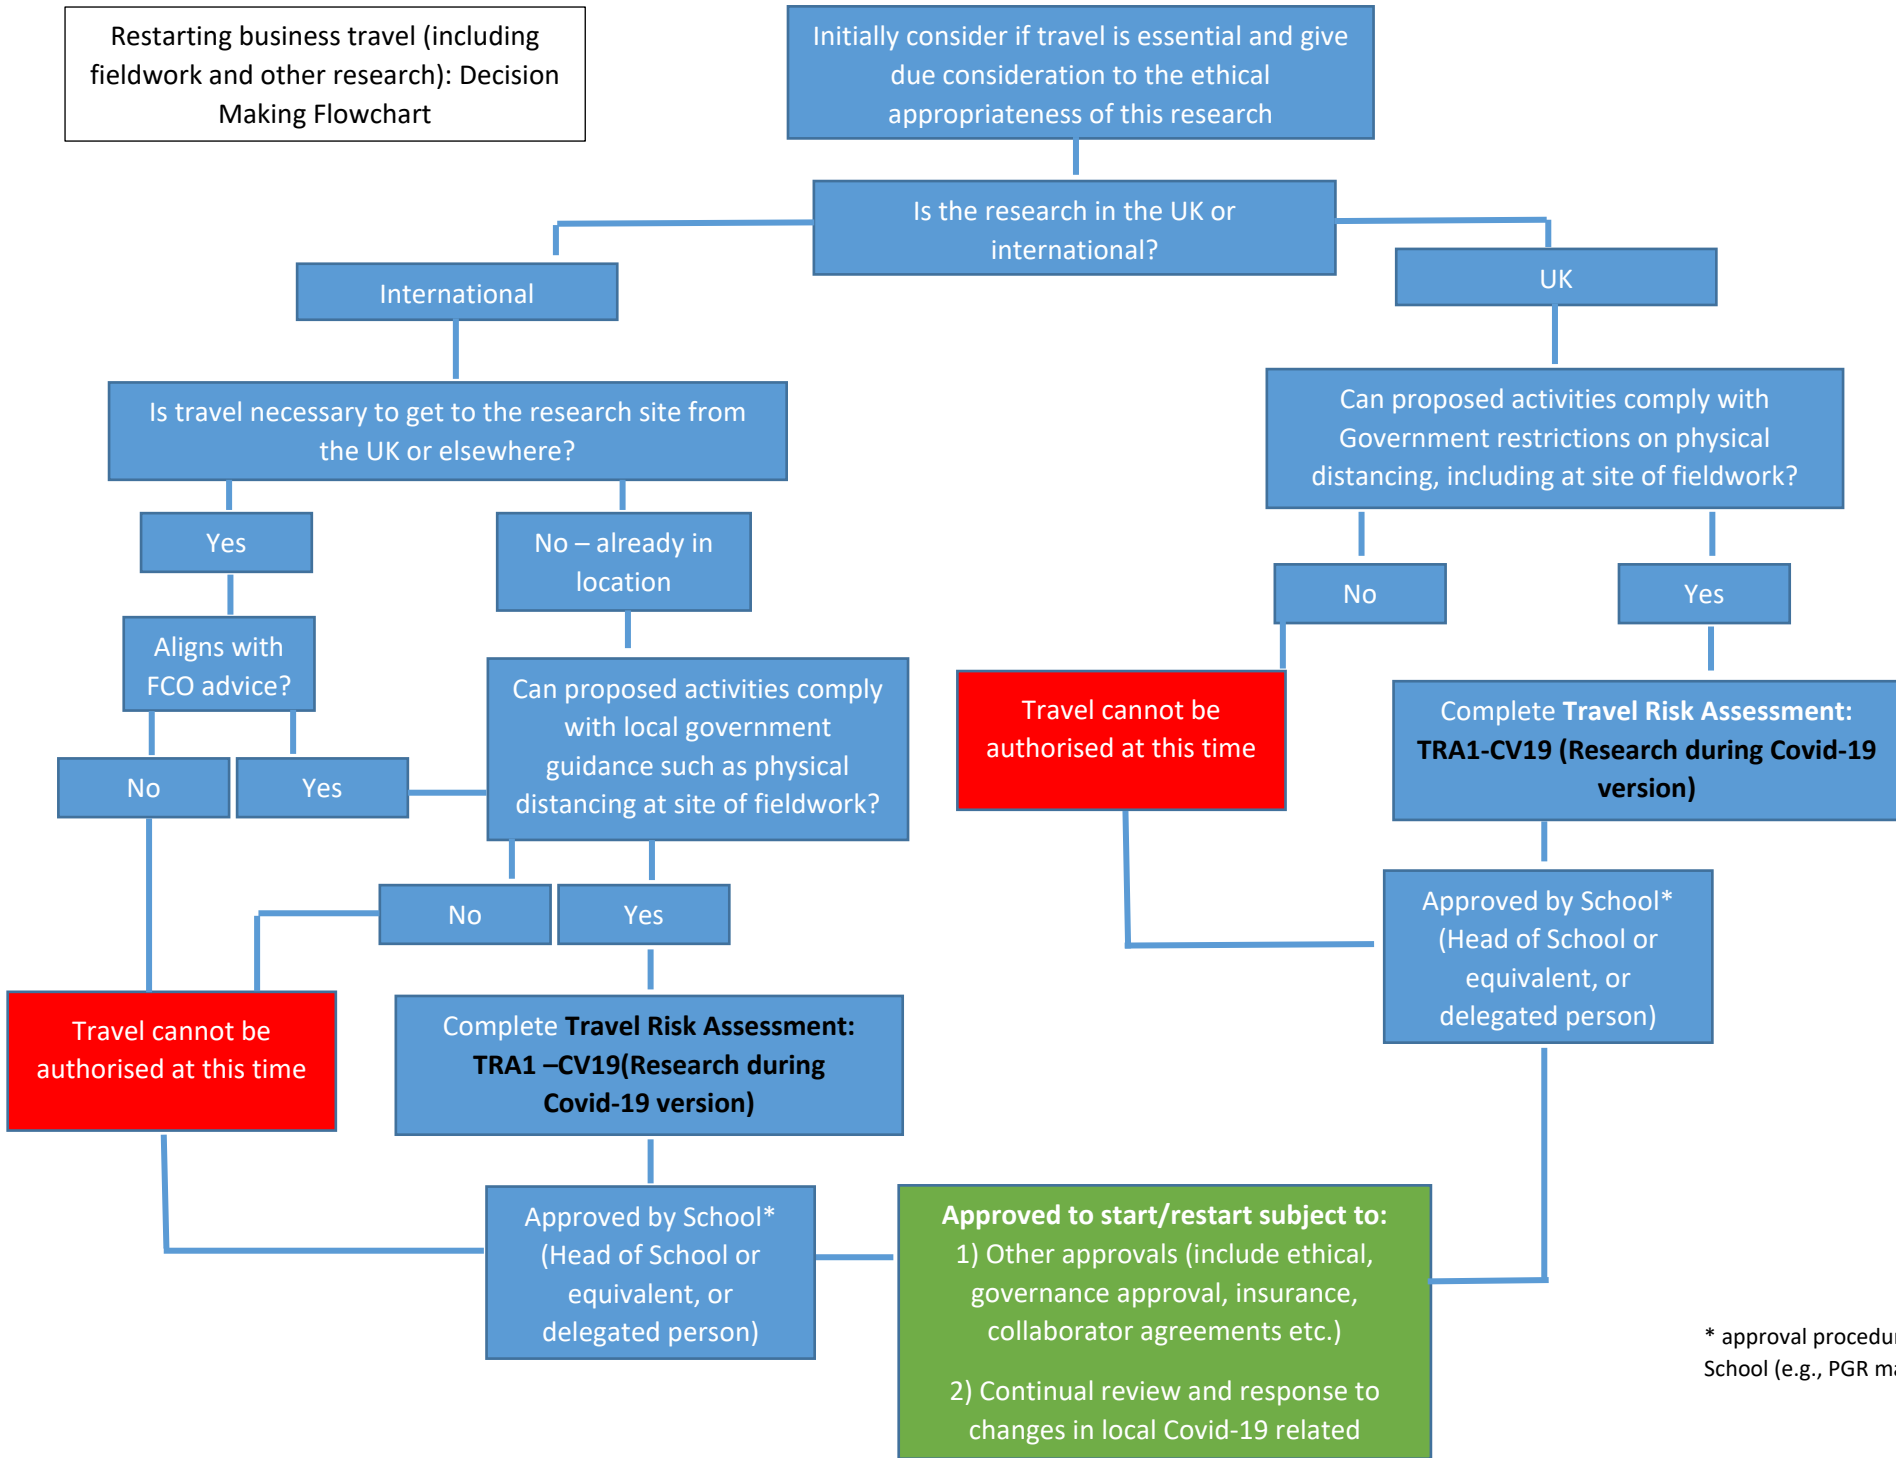 Restarting business travel (including
fieldwork and other research): Decision
Making Flowchart
Initially consider if travel is essential and give
due consideration to the ethical
appropriateness of this research
Is the research in the UK or
international?
International
UK
Is travel necessary to get to the research site from
the UK or elsewhere?
Can proposed activities comply with
Government restrictions on physical
distancing, including at site of fieldwork?
Yes
No – already in
location
No
Yes
Aligns with
FCO advice?
Can proposed activities comply
with local government
guidance such as physical
distancing at site of fieldwork?
Travel cannot be
authorised at this time
Complete Travel Risk Assessment:
TRA1-CV19 (Research during Covid-19
version)
No
Yes
No
Yes
Approved by School*
(Head of School or
equivalent, or
delegated person)
Travel cannot be
authorised at this time
Complete Travel Risk Assessment:
TRA1 –CV19(Research during
Covid-19 version)
Approved by School*
(Head of School or
equivalent, or
delegated person)
Approved to start/restart subject to:
1) Other approvals (include ethical,
governance approval, insurance,
collaborator agreements etc.)
2) Continual review and response to
changes in local Covid-19 related
* approval procedu
School (e.g., PGR ma